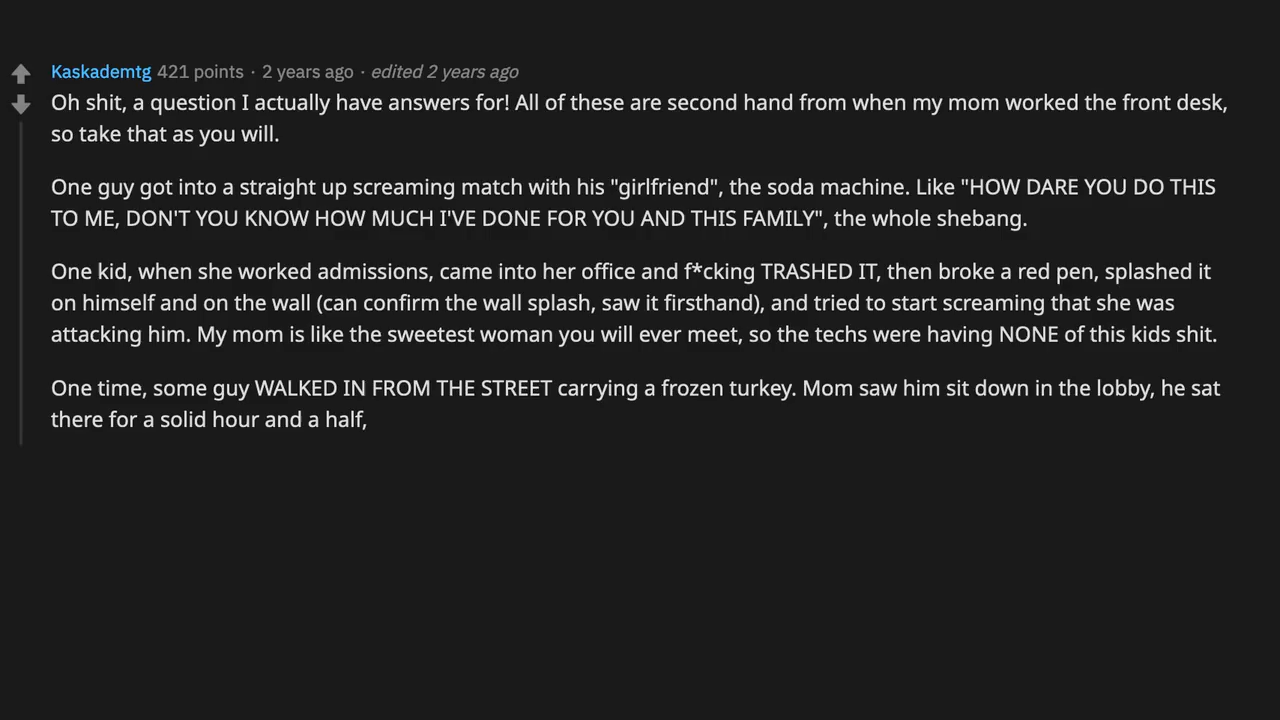 Kaskademtg 421 points · 2 years ago · edited 2 years ago
Oh shit, a question I actually have answers for! All of these are second hand from when my mom worked the front desk,
so take that as you will.
One guy got into a straight up screaming match with his "girlfriend", the soda machine. Like "HOW DARE YOU DO THIS
TO ME, DON'T YOU KNOW HOW MUCH I'VE DONE FOR YOU AND THIS FAMILY", the whole shebang.
One kid, when she worked admissions, came into her office and f*cking TRASHED IT, then broke a red pen, splashed it
on himself and on the wall (can confirm the wall splash, saw it firsthand), and tried to start screaming that she was
attacking him. My mom is like the sweetest woman you will ever meet, so the techs were having NONE of this kids shit.
One time, some guy WALKED IN FROM THE STREET carrying a frozen turkey. Mom saw him sit down in the lobby, he sat
there for a solid hour and a half,